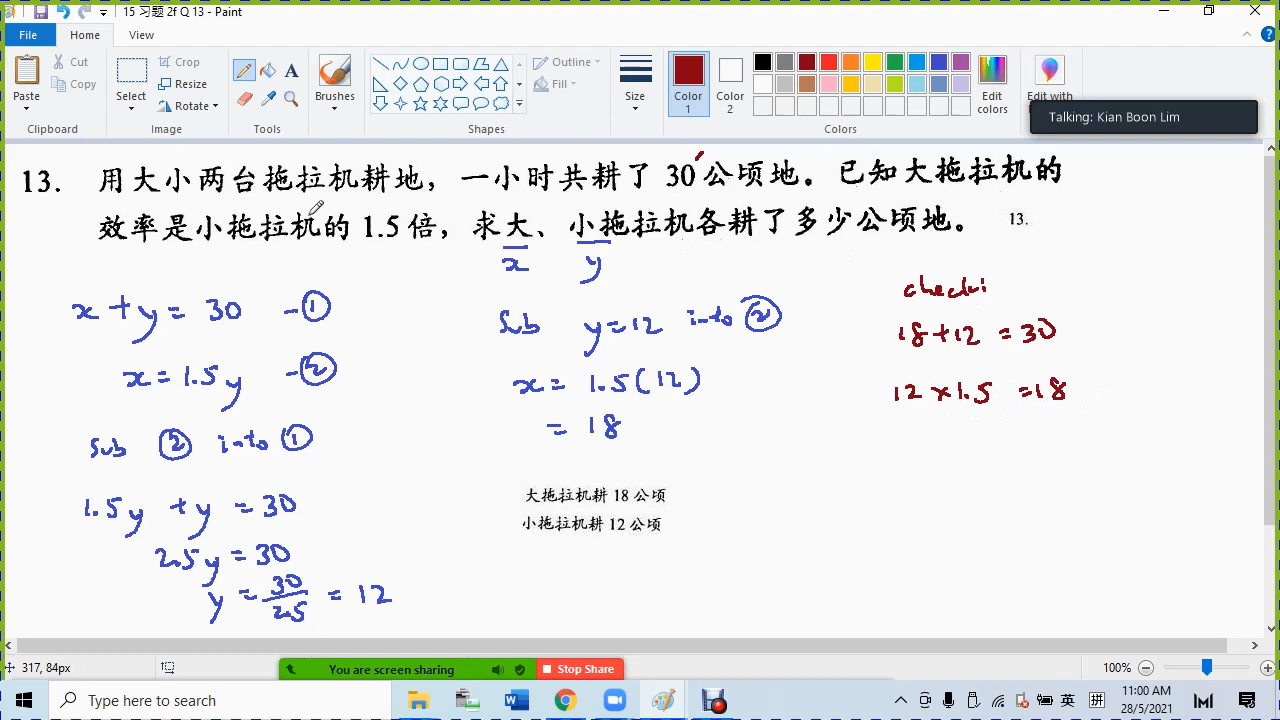 15 习题 2f Q 13 - Paint
File Home View
Paste Cut Copy Clipboard
Select Crop Resize Rotate Image
Tools
Brushes
Outline Fill Shapes
Size
Color 1 Color 2 Edit colors Edit with Colors
Talking: Kian Boon Lim
13. 用大小两台拖拉机耕地，一小时共耕了 30 公顷地。已知大拖拉机的
效率是小拖拉机的 1.5 倍，求大、小拖拉机各耕了多少公顷地。 13.
x y
x + y = 30 - ①
x = 1.5y - ②
Sub ② into ①
1.5y + y = 30
2.5y = 30
y = 30/2.5 = 12
Sub y = 12 into ②
x = 1.5(12)
= 18
大拖拉机耕 18 公顷
小拖拉机耕 12 公顷
check:
18 + 12 = 30
12 × 1.5 = 18
317, 84px
100%
You are screen sharing Stop Share
Type here to search
英 拼
11:00 AM
28/5/2021